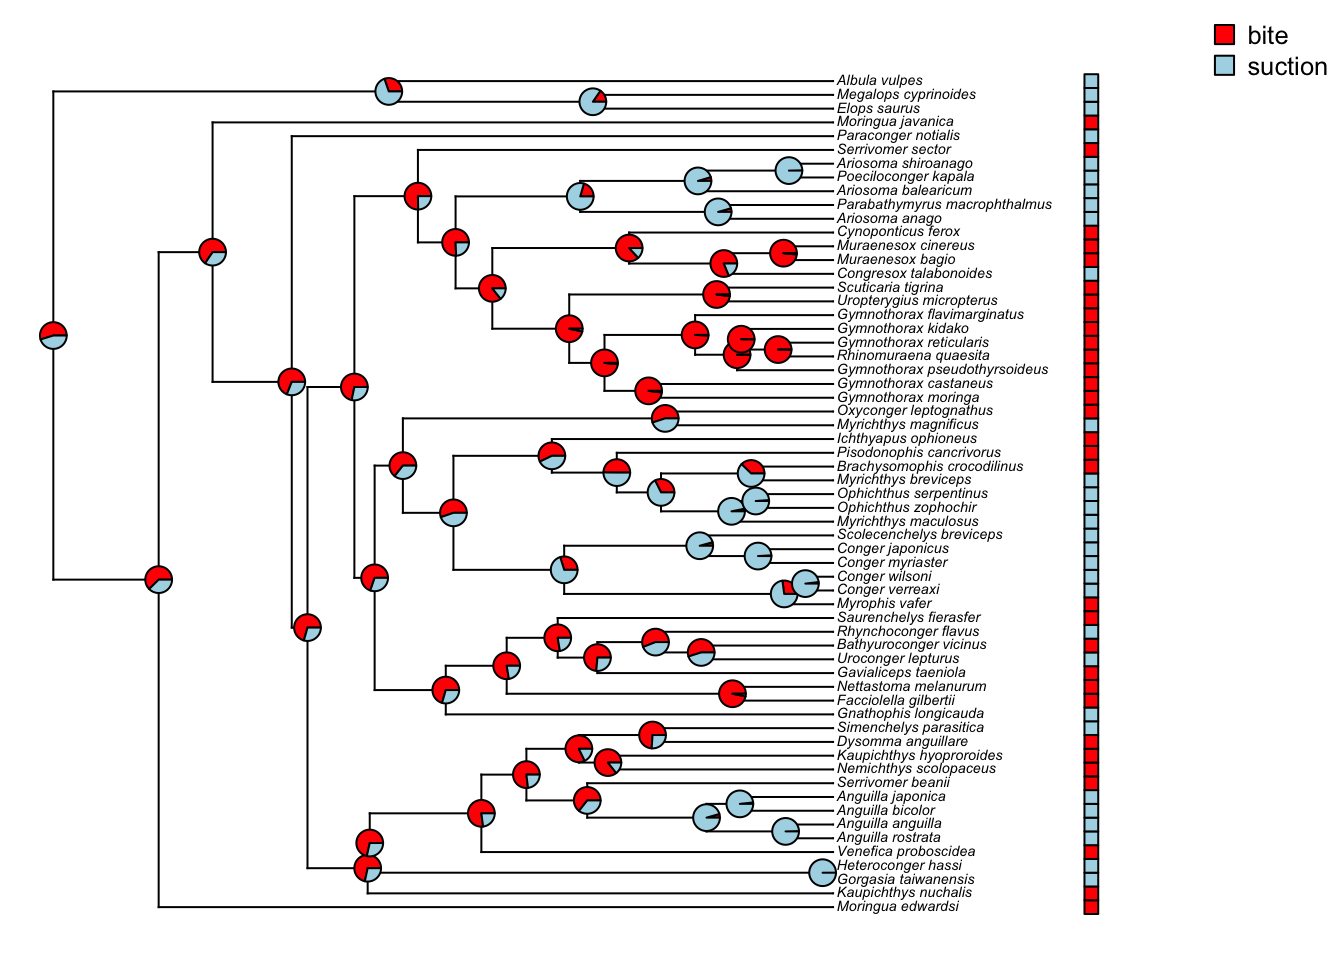 bite
suction
Albula vulpes
Megalops cyprinoides
Elops saurus
Moringua javanica
Paraconger notialis
Serrivomer sector
Ariosoma shiroanago
Poeciloconger kapala
Ariosoma balearicum
Parabathymyrus macrophthalmus
Ariosoma anago
Cynoponticus ferox
Muraenesox cinereus
Muraenesox bagio
Congresox talabonoides
Scuticaria tigrina
Uropterygius micropterus
Gymnothorax flavimarginatus
Gymnothorax kidako
Gymnothorax reticularis
Rhinomuraena quaesita
Gymnothorax pseudothyrsoideus
Gymnothorax castaneus
Gymnothorax moringa
Oxyconger leptognathus
Myrichthys magnificus
Ichthyapus ophioneus
Pisodonophis cancrivorus
Brachysomophis crocodilinus
Myrichthys breviceps
Ophichthus serpentinus
Ophichthus zophochir
Myrichthys maculosus
Scolecenchelys breviceps
Conger japonicus
Conger myriaster
Conger wilsoni
Conger verreaxi
Myrophis vafer
Saurenchelys fierasfer
Rhynchoconger flavus
Bathyuroconger vicinus
Uroconger lepturus
Gavialiceps taeniola
Nettastoma melanurum
Facciolella gilbertii
Gnathophis longicauda
Simenchelys parasitica
Dysomma anguillare
Kaupichthys hyoproroides
Nemichthys scolopaceus
Serrivomer beanii
Anguilla japonica
Anguilla bicolor
Anguilla anguilla
Anguilla rostrata
Venefica proboscidea
Heteroconger hassi
Gorgasia taiwanensis
Kaupichthys nuchalis
Moringua edwardsi